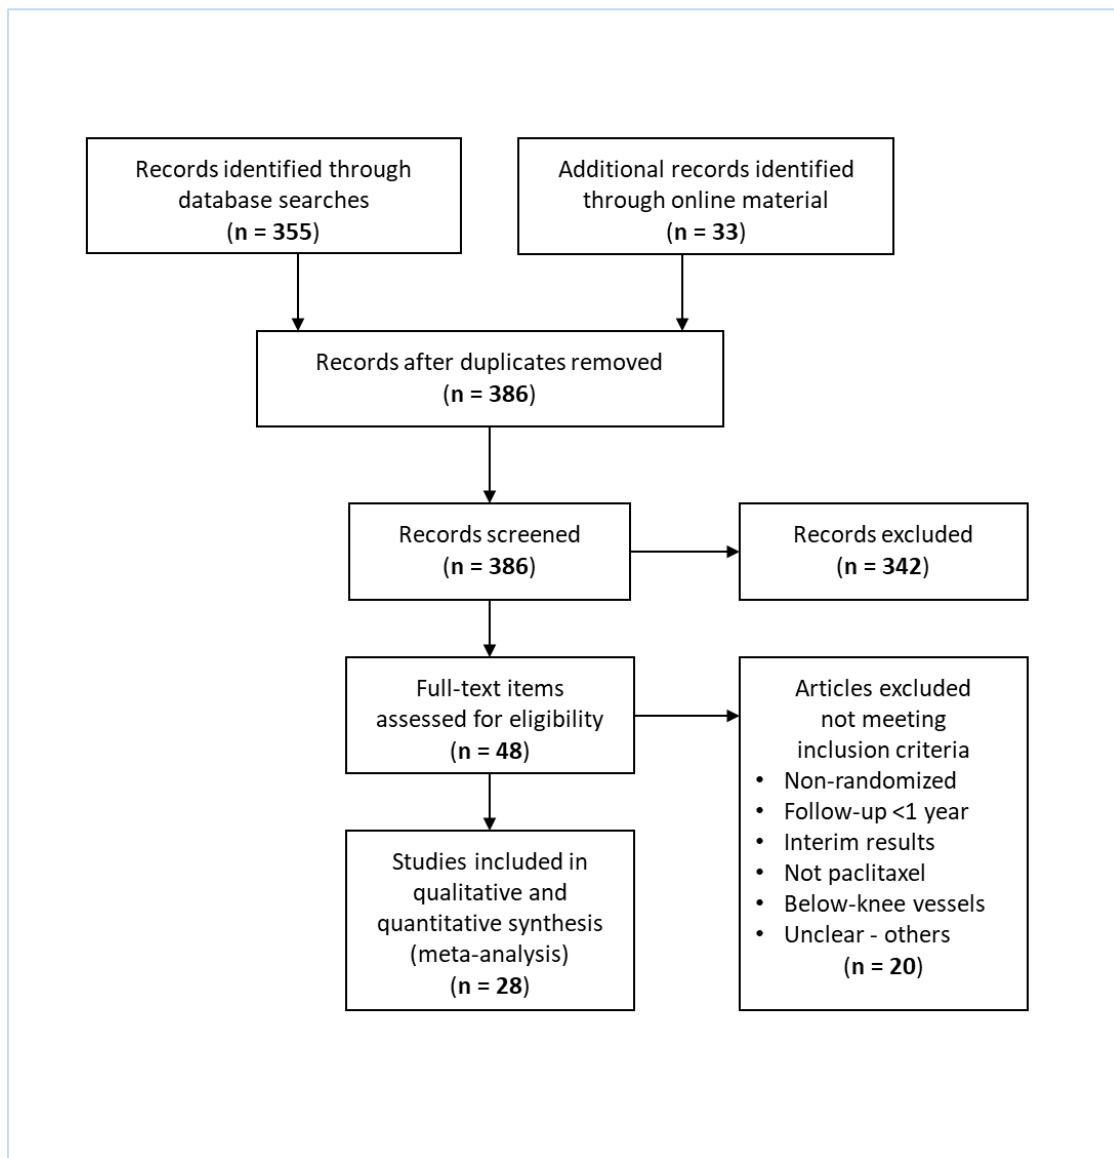 Records identified through
database searches
(n = 355)
Additional records identified
through online material
(n = 33)
Records after duplicates removed
(n = 386)
Records screened
(n = 386)
Records excluded
(n = 342)
Full-text items
assessed for eligibility
(n = 48)
Articles excluded
not meeting
inclusion criteria
• Non-randomized
• Follow-up <1 year
• Interim results
• Not paclitaxel
• Below-knee vessels
• Unclear - others
(n = 20)
Studies included in
qualitative and
quantitative synthesis
(meta-analysis)
(n = 28)